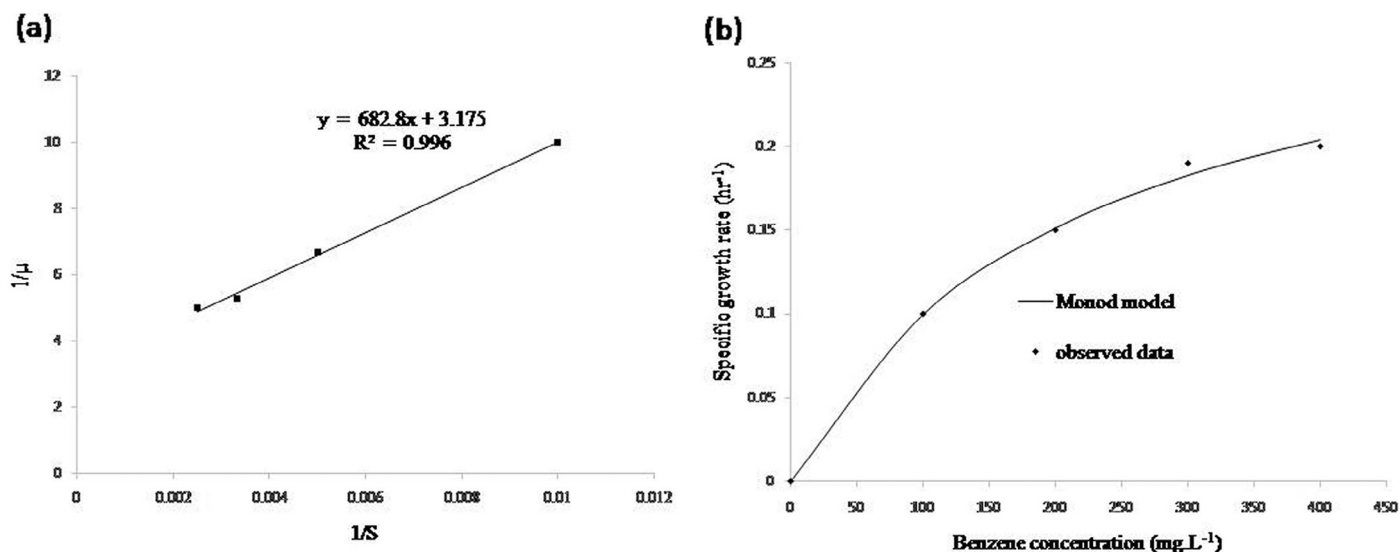 (a)
12
10
8
6
4
2
0
1/μ
y = 682.8x + 3.175
R² = 0.996
0 0.002 0.004 0.006 0.008 0.01 0.012
1/S
(b)
0.25
0.2
0.15
0.1
0.05
0
Specific growth rate (hr⁻¹)
Monod model
observed data
0 50 100 150 200 250 300 350 400 450
Benzene concentration (mg L⁻¹)